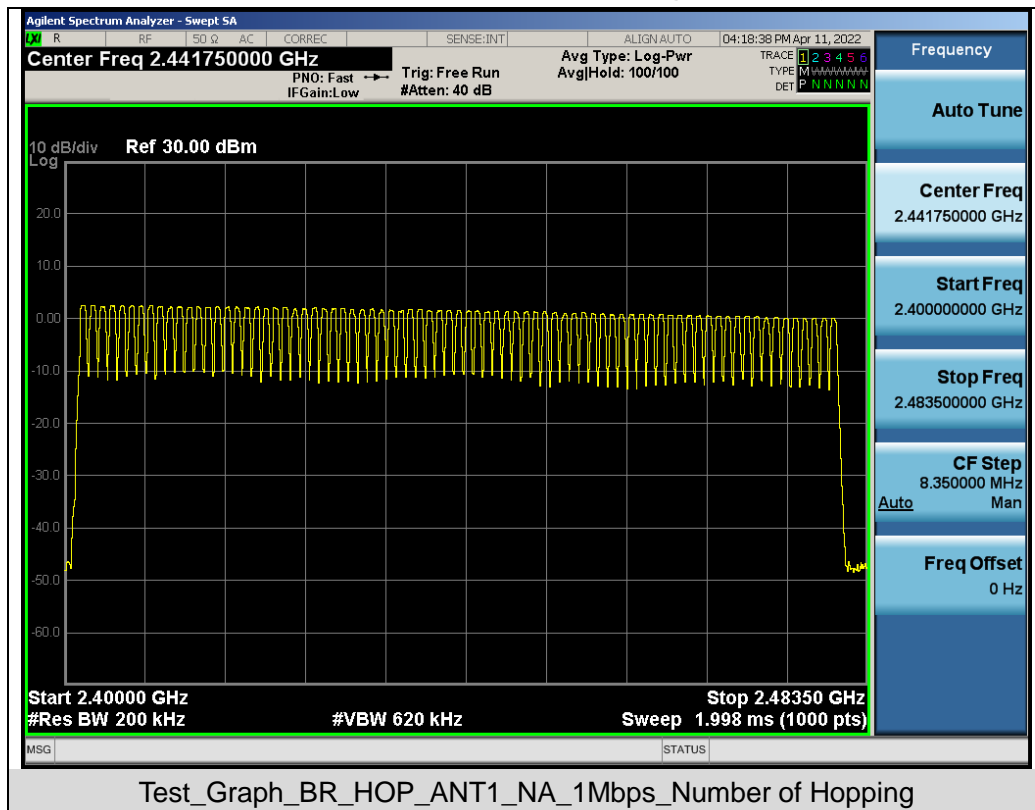 Agilent Spectrum Analyzer - Swept SA
LXI R RF 50 Ω AC CORREC SENSE:INT ALIGN AUTO 04:18:38 PM Apr 11, 2022
Center Freq 2.441750000 GHz
PNO: Fast
IFGain:Low
Trig: Free Run
#Atten: 40 dB
Avg Type: Log-Pwr
Avg|Hold: 100/100
TRACE 1 2 3 4 5 6
TYPE M WWWWW
DET P N N N N N
10 dB/div Ref 30.00 dBm
Log
20.0
10.0
0.00
-10.0
-20.0
-30.0
-40.0
-50.0
-60.0
Start 2.40000 GHz Stop 2.48350 GHz
#Res BW 200 kHz #VBW 620 kHz Sweep 1.998 ms (1000 pts)
MSG STATUS
Frequency
Auto Tune
Center Freq
2.441750000 GHz
Start Freq
2.400000000 GHz
Stop Freq
2.483500000 GHz
CF Step
8.350000 MHz
Auto Man
Freq Offset
0 Hz
Test_Graph_BR_HOP_ANT1_NA_1Mbps_Number of Hopping